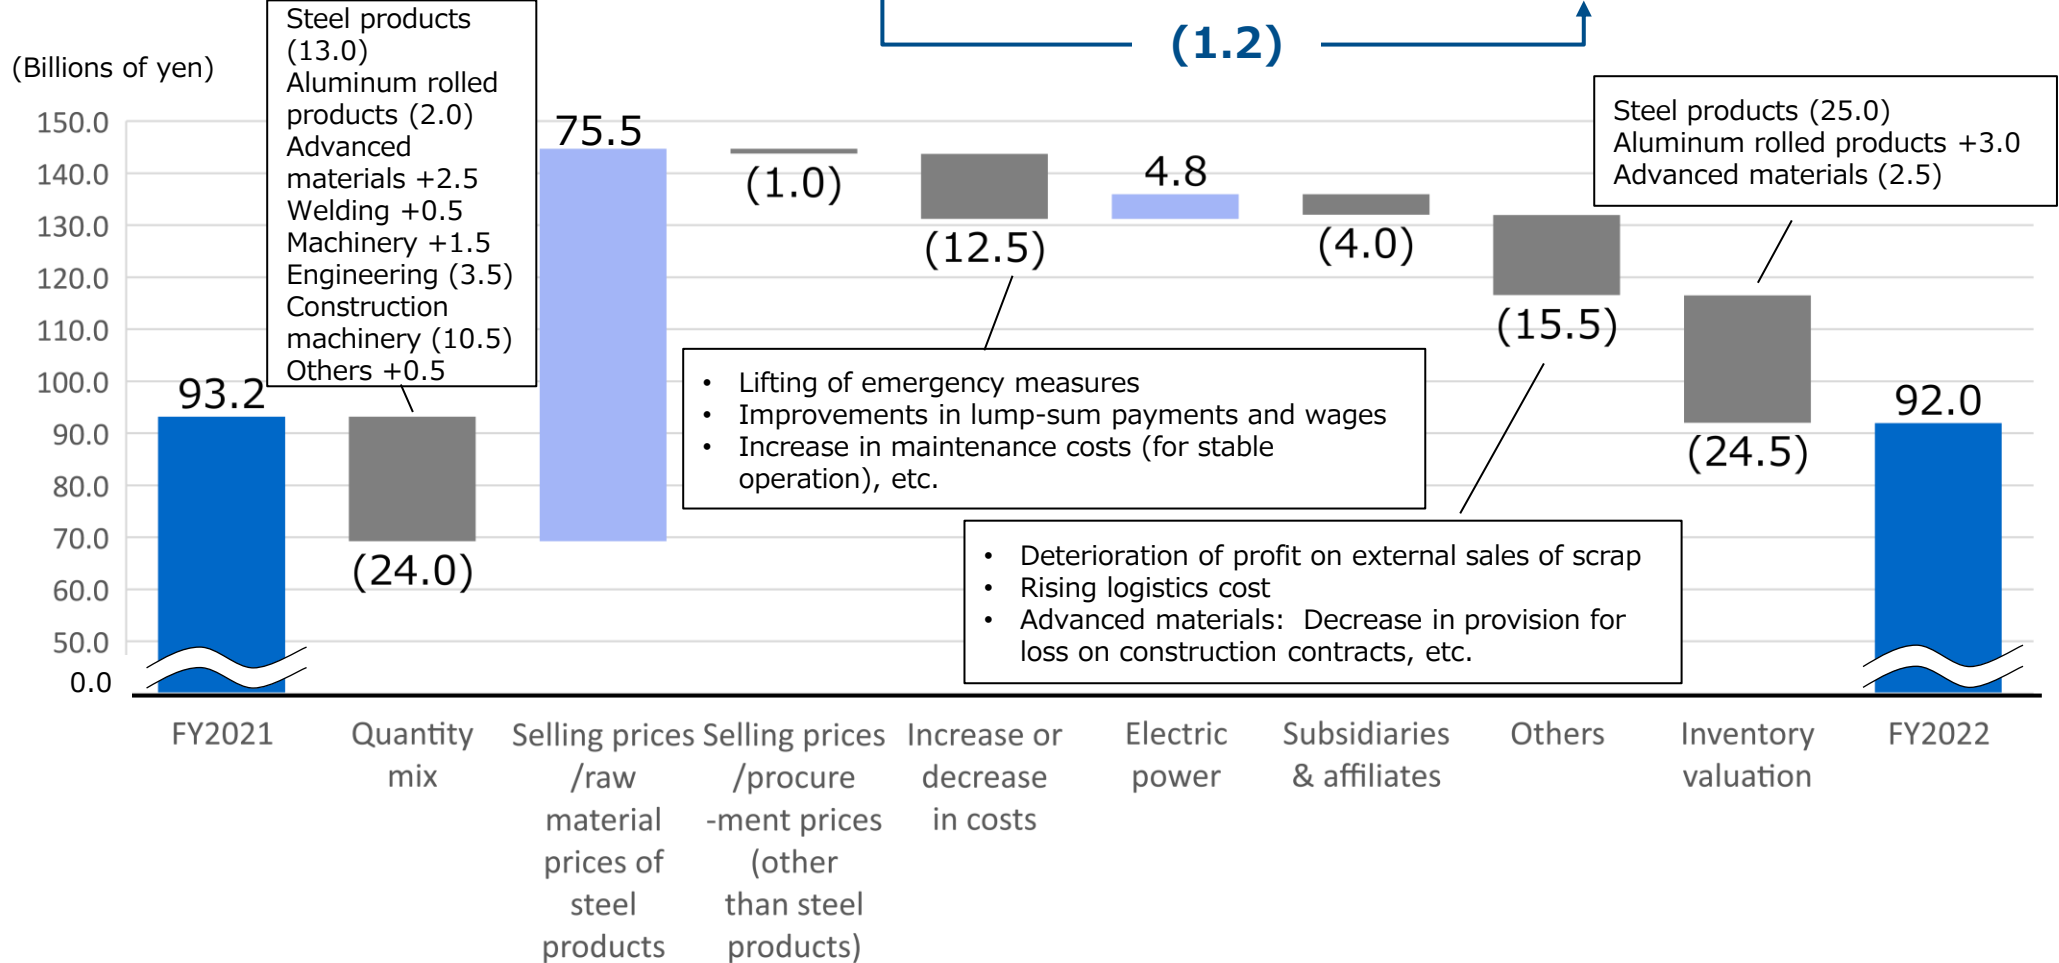 (1.2)
(Billions of yen)
Steel products
(13.0)
Aluminum rolled
products (2.0)
Advanced
materials +2.5
Welding +0.5
Machinery +1.5
Engineering (3.5)
Construction
machinery (10.5)
Others +0.5
Steel products (25.0)
Aluminum rolled products +3.0
Advanced materials (2.5)
150.0
140.0
130.0
120.0
110.0
100.0
90.0
80.0
70.0
60.0
50.0
0.0
93.2
(24.0)
75.5
(1.0)
(12.5)
4.8
(4.0)
(15.5)
(24.5)
92.0
• Lifting of emergency measures
• Improvements in lump-sum payments and wages
• Increase in maintenance costs (for stable
operation), etc.
• Deterioration of profit on external sales of scrap
• Rising logistics cost
• Advanced materials: Decrease in provision for
loss on construction contracts, etc.
FY2021
Quantity
mix
Selling prices
/raw
material
prices of
steel
products
Selling prices
/procure
-ment prices
(other
than steel
products)
Increase or
decrease
in costs
Electric
power
Subsidiaries
& affiliates
Others
Inventory
valuation
FY2022